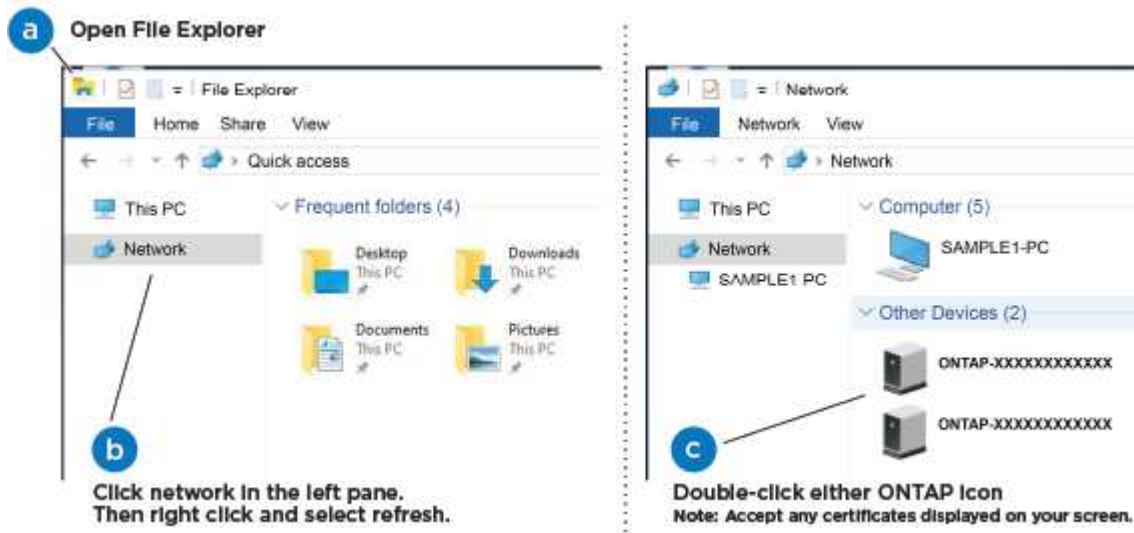 a Open File Explorer
File Explorer
File Home Share View
Quick access
This PC
Network
Frequent folders (4)
Desktop
This PC
Downloads
This PC
Documents
This PC
Pictures
This PC
b
Click network in the left pane.
Then right click and select refresh.
Network
File Network View
Network
This PC
Network
SAMPLE1 PC
Computer (5)
SAMPLE1-PC
Other Devices (2)
ONTAP-XXXXXXXXXXXX
ONTAP-XXXXXXXXXXXX
c
Double-click either ONTAP icon
Note: Accept any certificates displayed on your screen.